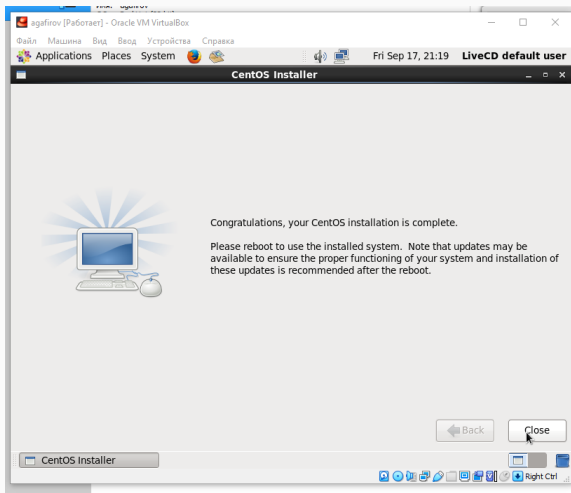 agafirov [Работает] - Oracle VM VirtualBox
Файл Машина Вид Ввод Устройства Справка
Applications Places System Fri Sep 17, 21:19 LiveCD default user
CentOS Installer
Congratulations, your CentOS installation is complete.
Please reboot to use the installed system. Note that updates may be
available to ensure the proper functioning of your system and installation of
these updates is recommended after the reboot.
Back Close
CentOS Installer
Right Ctrl